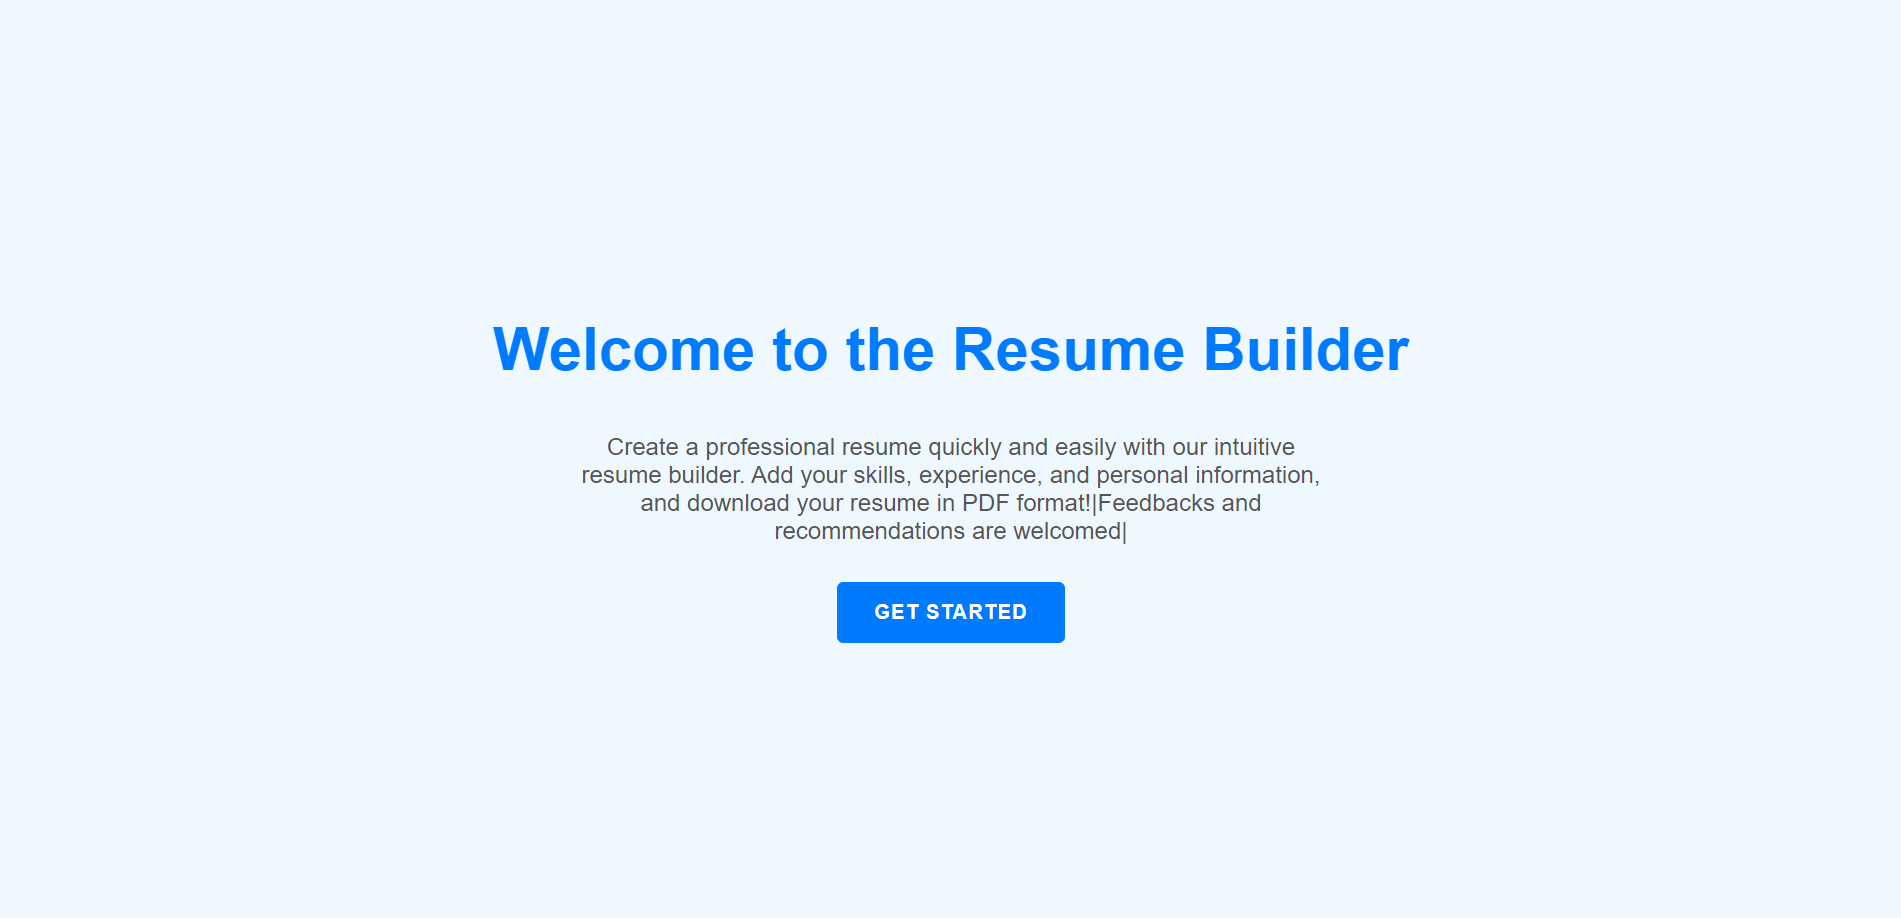 Welcome to the Resume Builder
Create a professional resume quickly and easily with our intuitive
resume builder. Add your skills, experience, and personal information,
and download your resume in PDF format!|Feedbacks and
recommendations are welcomed|
GET STARTED